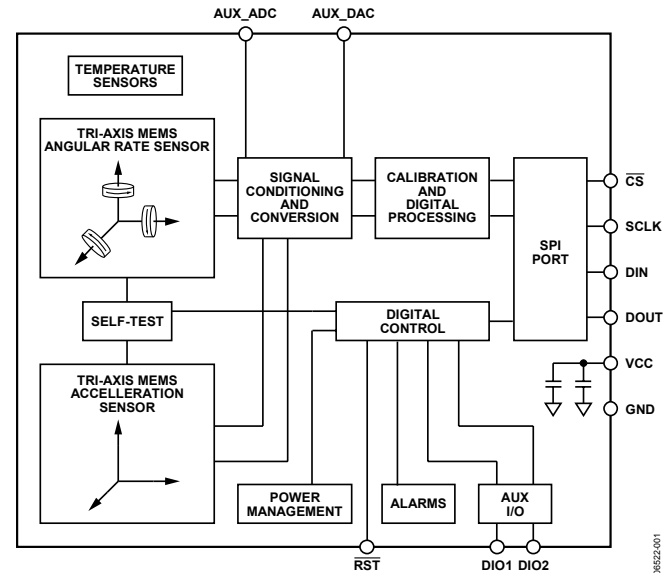 AUX_ADC
AUX_DAC
TEMPERATURE
SENSORS
TRI-AXIS MEMS
ANGULAR RATE SENSOR
SIGNAL
CONDITIONING
AND
CONVERSION
CALIBRATION
AND
DIGITAL
PROCESSING
SPI
PORT
CS
SCLK
DIN
DOUT
VCC
GND
SELF-TEST
DIGITAL
CONTROL
TRI-AXIS MEMS
ACCELLERATION
SENSOR
POWER
MANAGEMENT
ALARMS
AUX
I/O
RST
DIO1
DIO2
06522-001